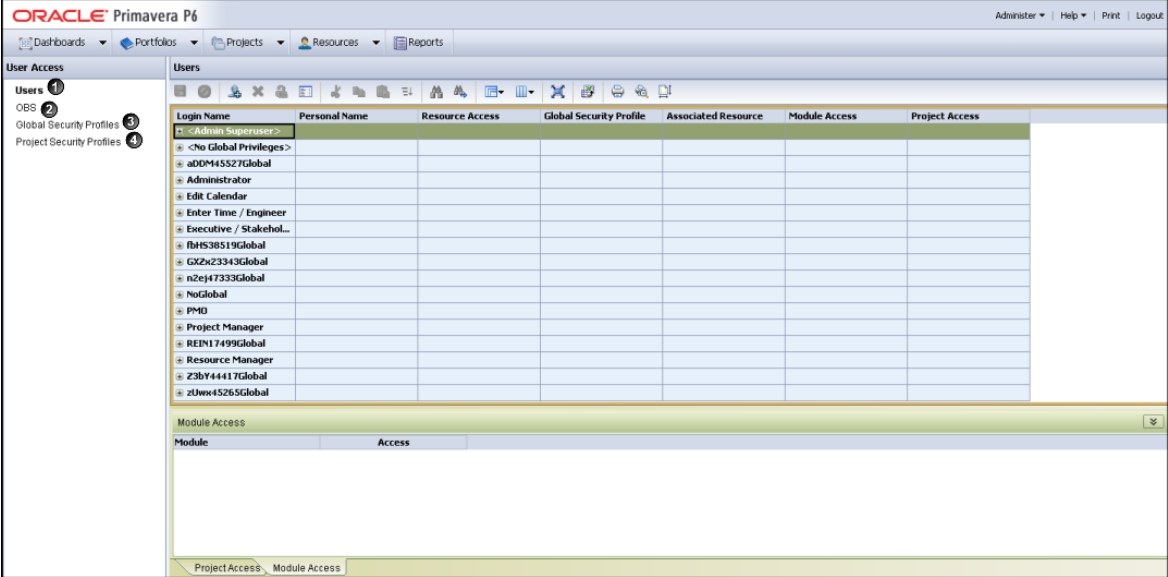 ORACLE® Primavera P6
Administer | Help | Print | Logout
Dashboards Portfolios Projects Resources Reports
User Access
Users 1
OBS 2
Global Security Profiles 3
Project Security Profiles 4
Users
Login Name Personal Name Resource Access Global Security Profile Associated Resource Module Access Project Access
<Admin Superuser>
<No Global Privileges>
aDDM45527Global
Administrator
Edit Calendar
Enter Time / Engineer
Executive / Stakehol...
fbHS38519Global
GXZx23343Global
n2ej47333Global
NoGlobal
PMO
Project Manager
REIN17499Global
Resource Manager
Z3bY44417Global
zUwx45265Global
Module Access
Module Access
Project Access Module Access